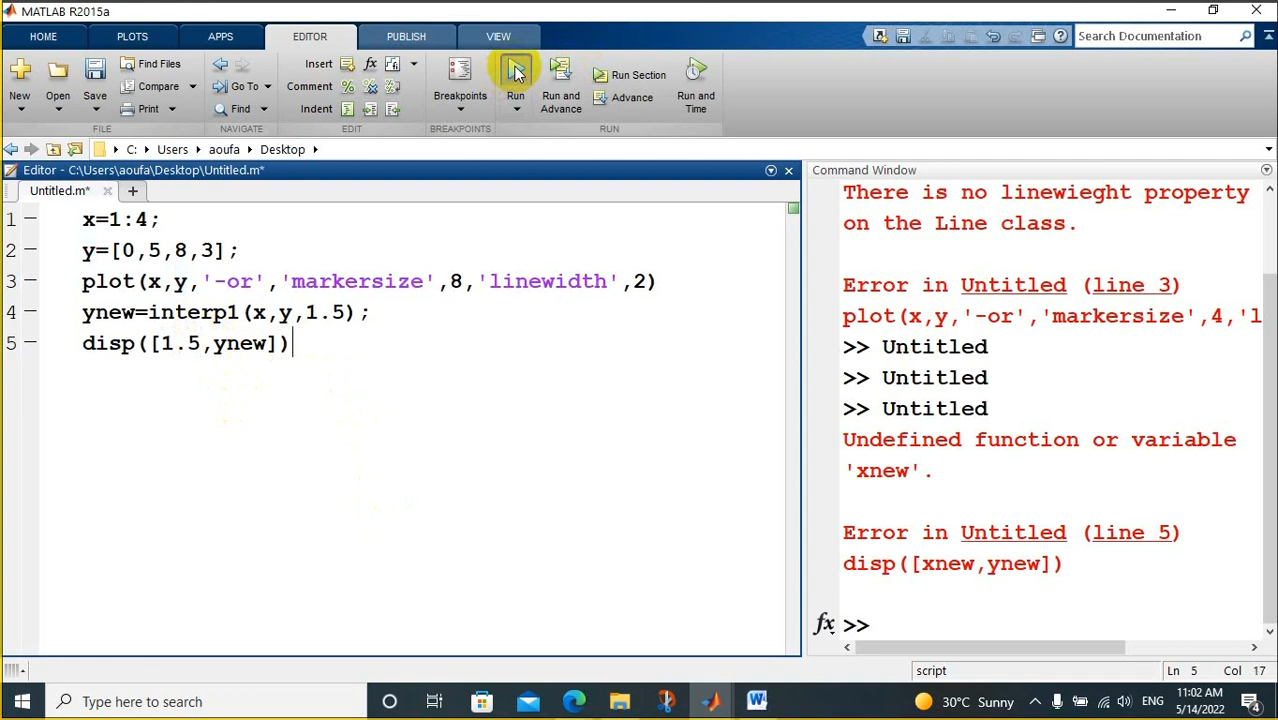 MATLAB R2015a
HOME PLOTS APPS EDITOR PUBLISH VIEW Search Documentation
Find Files Insert fx Run Section
Compare Go To Comment % %
New Open Save Print Find Indent Breakpoints Run Run and Advance Advance Run and Time
FILE NAVIGATE EDIT BREAKPOINTS RUN
C: Users aoufa Desktop
Editor - C:\Users\aoufa\Desktop\Untitled.m*
Untitled.m*
1 x=1:4;
2 y=[0,5,8,3];
3 plot(x,y,'-or','markersize',8,'linewidth',2)
4 ynew=interp1(x,y,1.5);
5 disp([1.5,ynew])
Command Window
There is no linewieght property
on the Line class.
Error in Untitled (line 3)
plot(x,y,'-or','markersize',4,'l
>> Untitled
>> Untitled
>> Untitled
Undefined function or variable
'xnew'.
Error in Untitled (line 5)
disp([xnew,ynew])
fx >>
script Ln 5 Col 17
Type here to search 30°C Sunny ENG 11:02 AM
5/14/2022 4